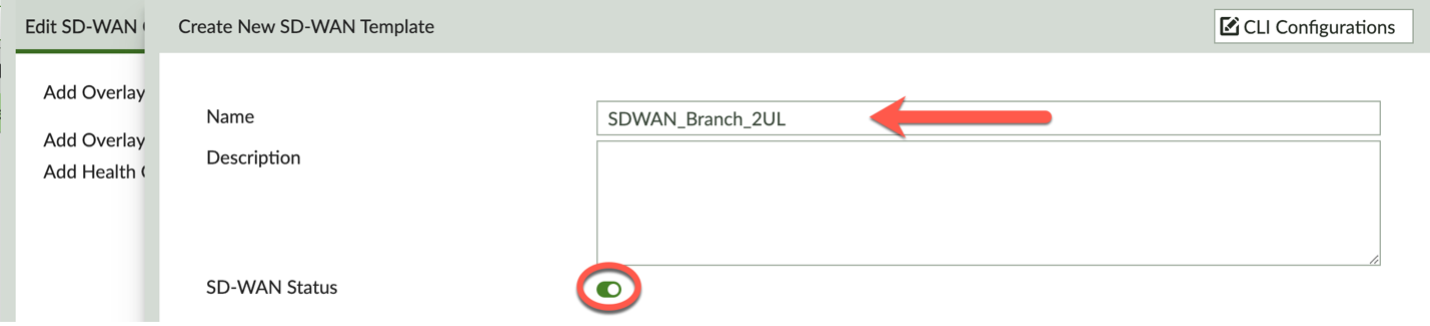 Edit SD-WAN
Create New SD-WAN Template
CLI Configurations
Add Overlay
Add Overlay
Add Health
Name
SDWAN_Branch_2UL
Description
SD-WAN Status